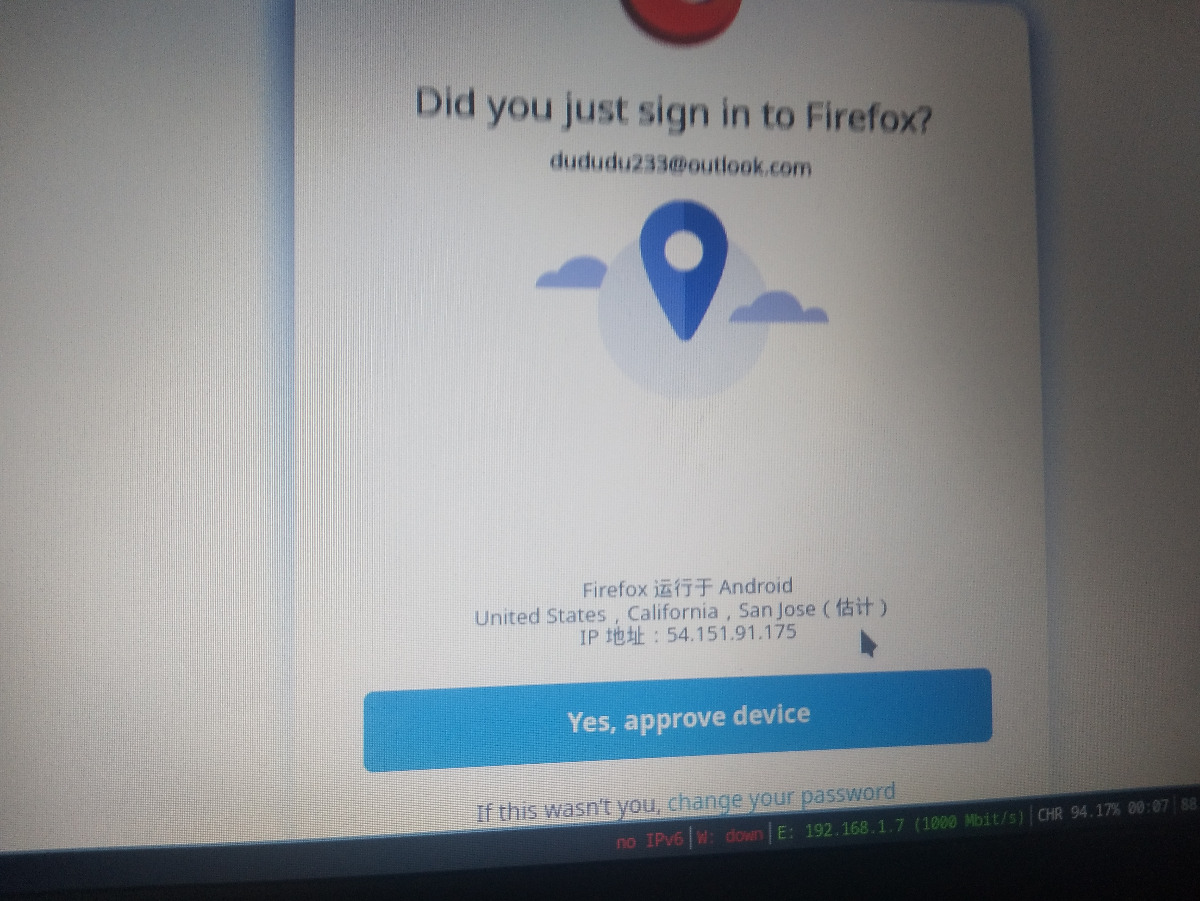 Did you just sign in to Firefox?
dududu233@outlook.com
Firefox 运行于 Android
United States，California，San Jose（估计）
IP 地址：54.151.91.175
Yes, approve device
If this wasn't you, change your password
no IPv6|W: down|E: 192.168.1.7 (1000 Mbit/s)|CHR 94.17% 00:07|88